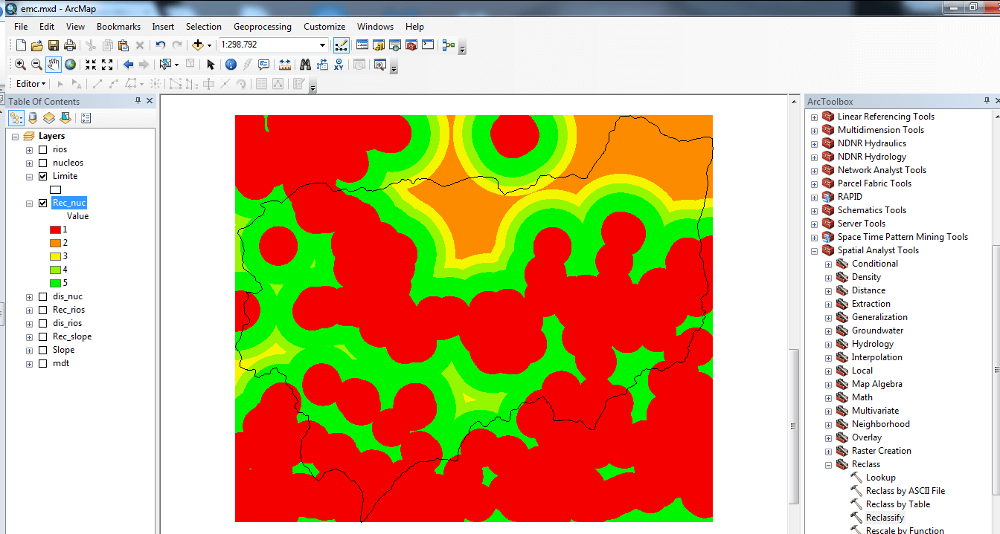 emc.mxd - ArcMap
File Edit View Bookmarks Insert Selection Geoprocessing Customize Windows Help
1:298,792
Editor
Table Of Contents
Layers
rios
nucleos
Limite
Rec_nuc
Value
1
2
3
4
5
dis_nuc
Rec_rios
dis_rios
Rec_slope
Slope
mdt
ArcToolbox
Linear Referencing Tools
Multidimension Tools
NDNR Hydraulics
NDNR Hydrology
Network Analyst Tools
Parcel Fabric Tools
RAPID
Schematics Tools
Server Tools
Space Time Pattern Mining Tools
Spatial Analyst Tools
Conditional
Density
Distance
Extraction
Generalization
Groundwater
Hydrology
Interpolation
Local
Map Algebra
Math
Multivariate
Neighborhood
Overlay
Raster Creation
Reclass
Lookup
Reclass by ASCII File
Reclass by Table
Reclassify
Rescale by Function